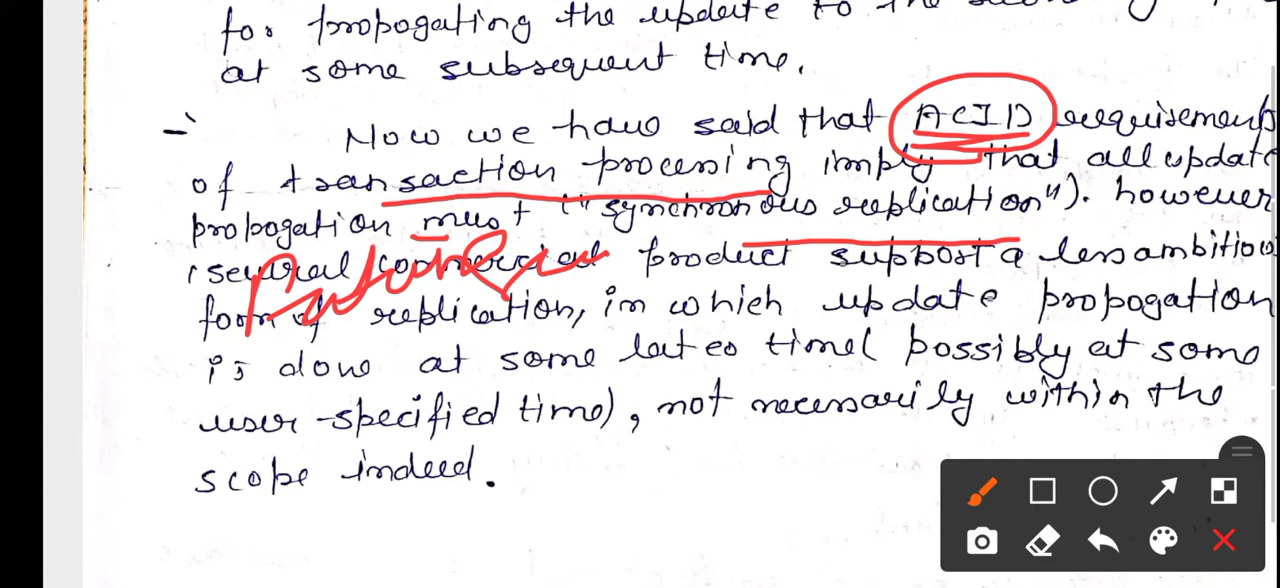 for propogating the update to the
at some subsequent time.
Now we have said that ACID requirements
of transaction processing imply that all update
propogation must ("synchronous replication"). however
(several commercial product support a less ambitious
form of replication, in which update propogation
is done at some later time( possibly at some
user-specified time), not necessarily within the
scope indeed.